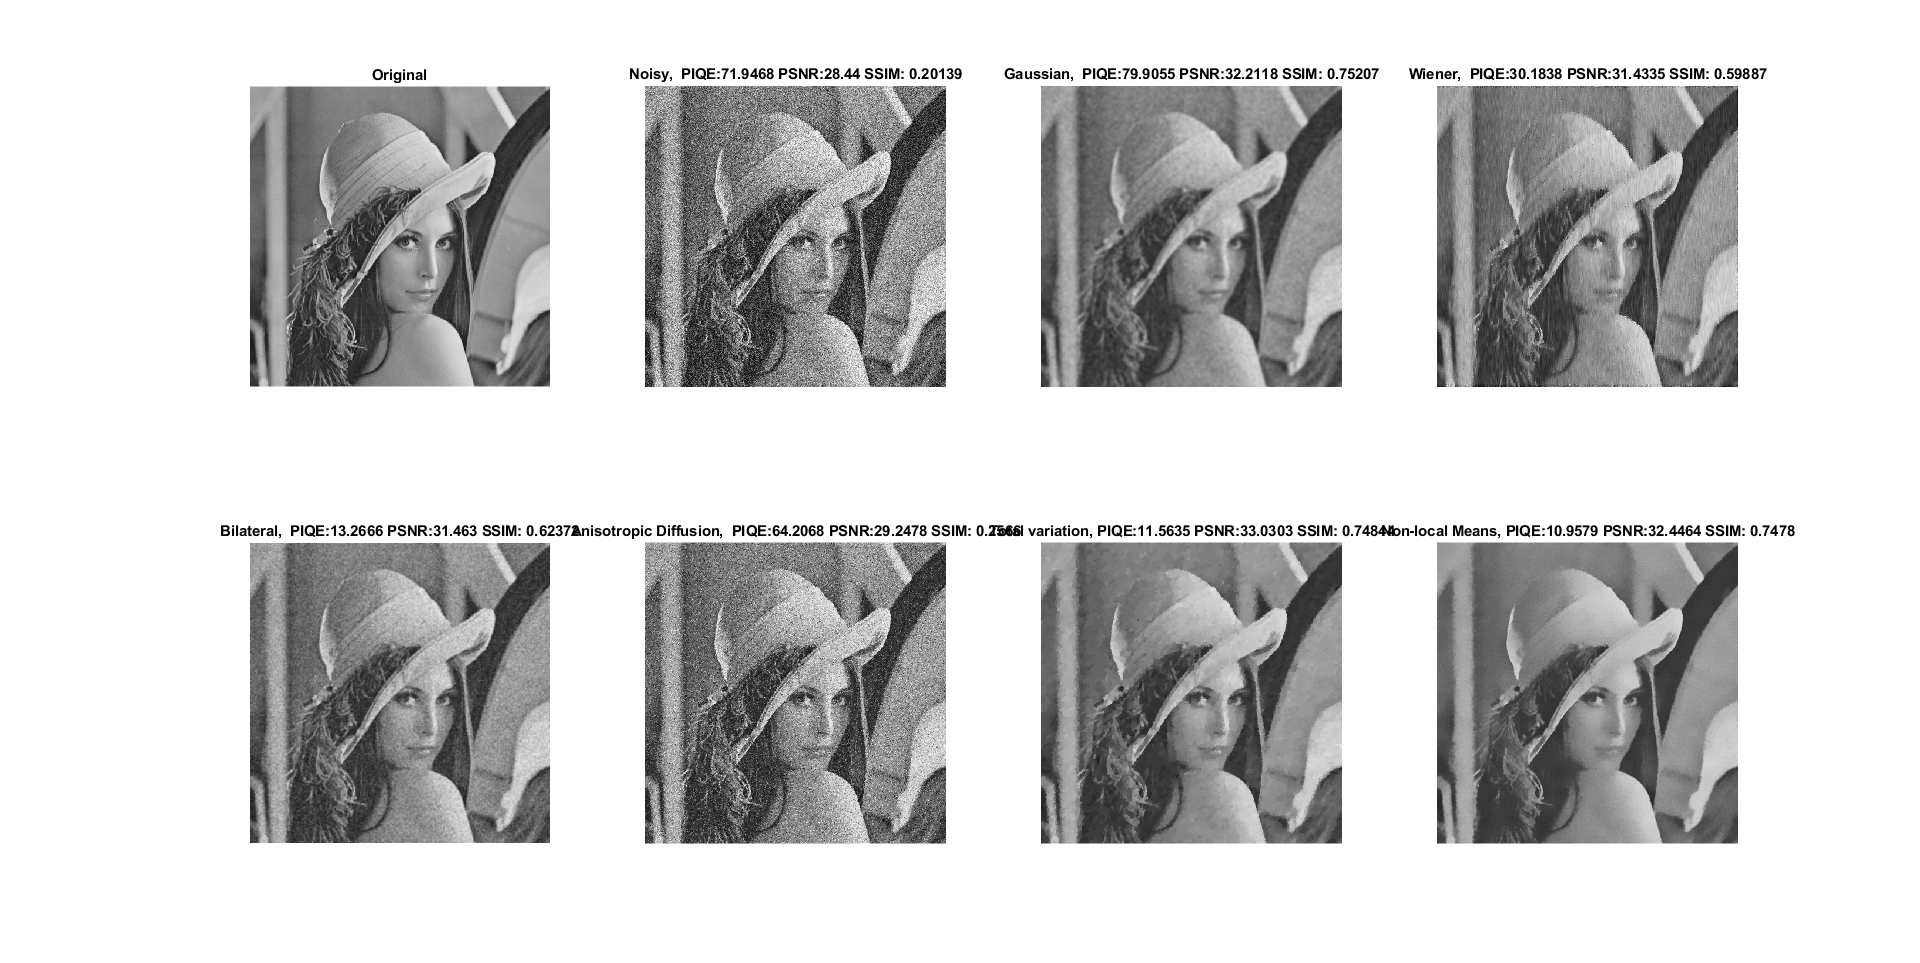 Original
Noisy, PIQE:71.9468 PSNR:28.44 SSIM: 0.20139
Gaussian, PIQE:79.9055 PSNR:32.2118 SSIM: 0.75207
Wiener, PIQE:30.1838 PSNR:31.4335 SSIM: 0.59887
Bilateral, PIQE:13.2666 PSNR:31.463 SSIM:
Anisotropic Diffusion, PIQE:64.2068 PSNR:29.2478 SSIM:
Total variation, PIQE:11.5635 PSNR:33.0303 SSIM:
Non-local Means, PIQE:10.9579 PSNR:32.4464 SSIM: 0.7478